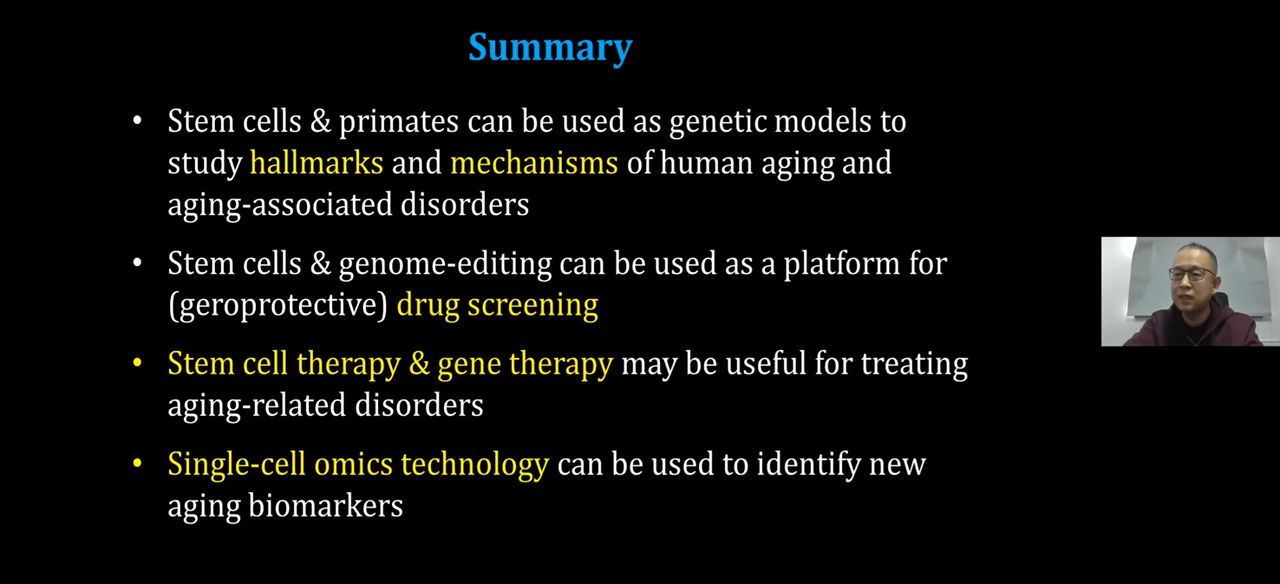 Summary
• Stem cells & primates can be used as genetic models to
study hallmarks and mechanisms of human aging and
aging-associated disorders
• Stem cells & genome-editing can be used as a platform for
(geroprotective) drug screening
• Stem cell therapy & gene therapy may be useful for treating
aging-related disorders
• Single-cell omics technology can be used to identify new
aging biomarkers